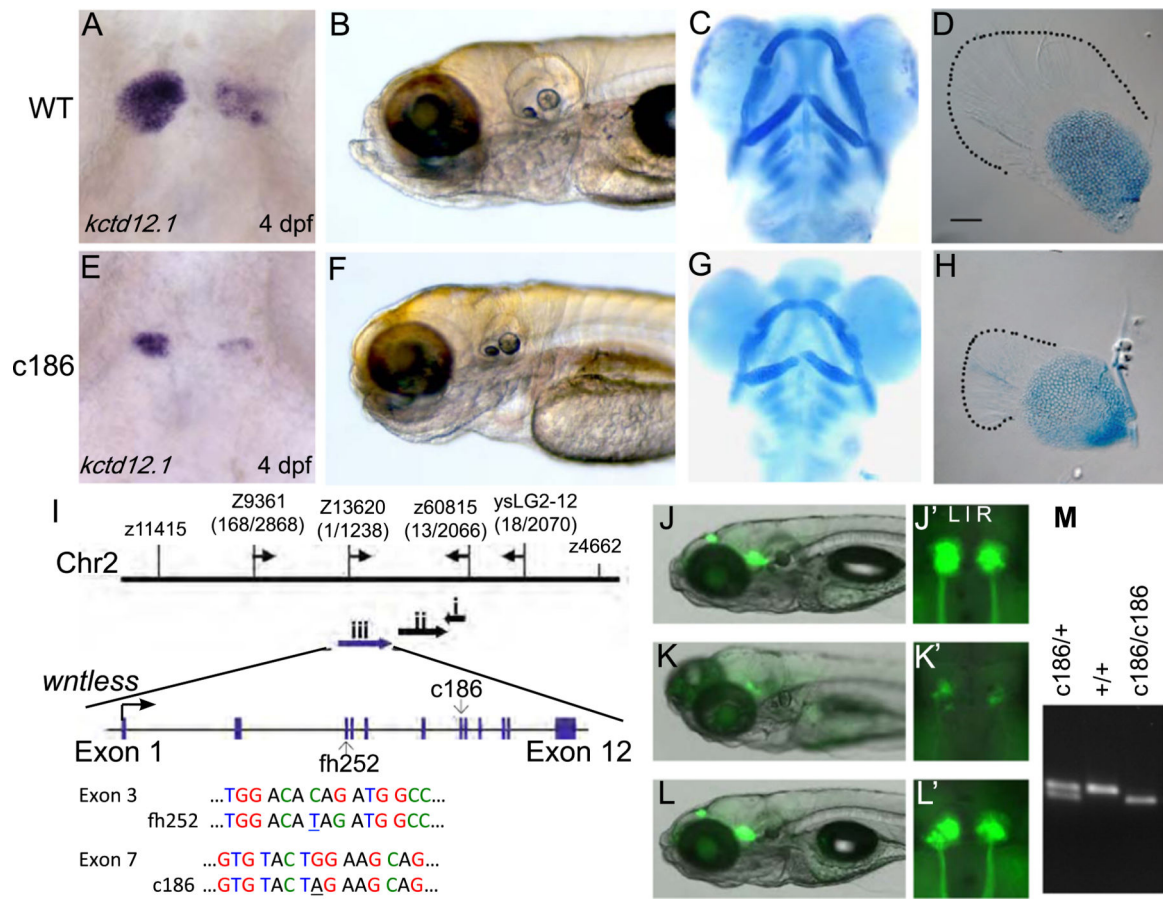 A
B
C
D
WT
kctd12.1 4 dpf
E
F
G
H
c186
kctd12.1 4 dpf
I
z11415
Z9361
(168/2868)
Z13620
(1/1238)
z60815
(13/2066)
ysLG2-12
(18/2070)
z4662
Chr2
i
ii
iii
wntless
c186
Exon 1
Exon 12
fh252
Exon 3 ...TGG ACA CAG ATG GCC...
fh252 ...TGG ACA TAG ATGGCC...
Exon 7 ...GTG TAC TGG AAG CAG...
c186 ...GTG TAC TAG AAG CAG...
J
J’ L I R
K
K’
L
L’
M
c186/+
+/+
c186/c186